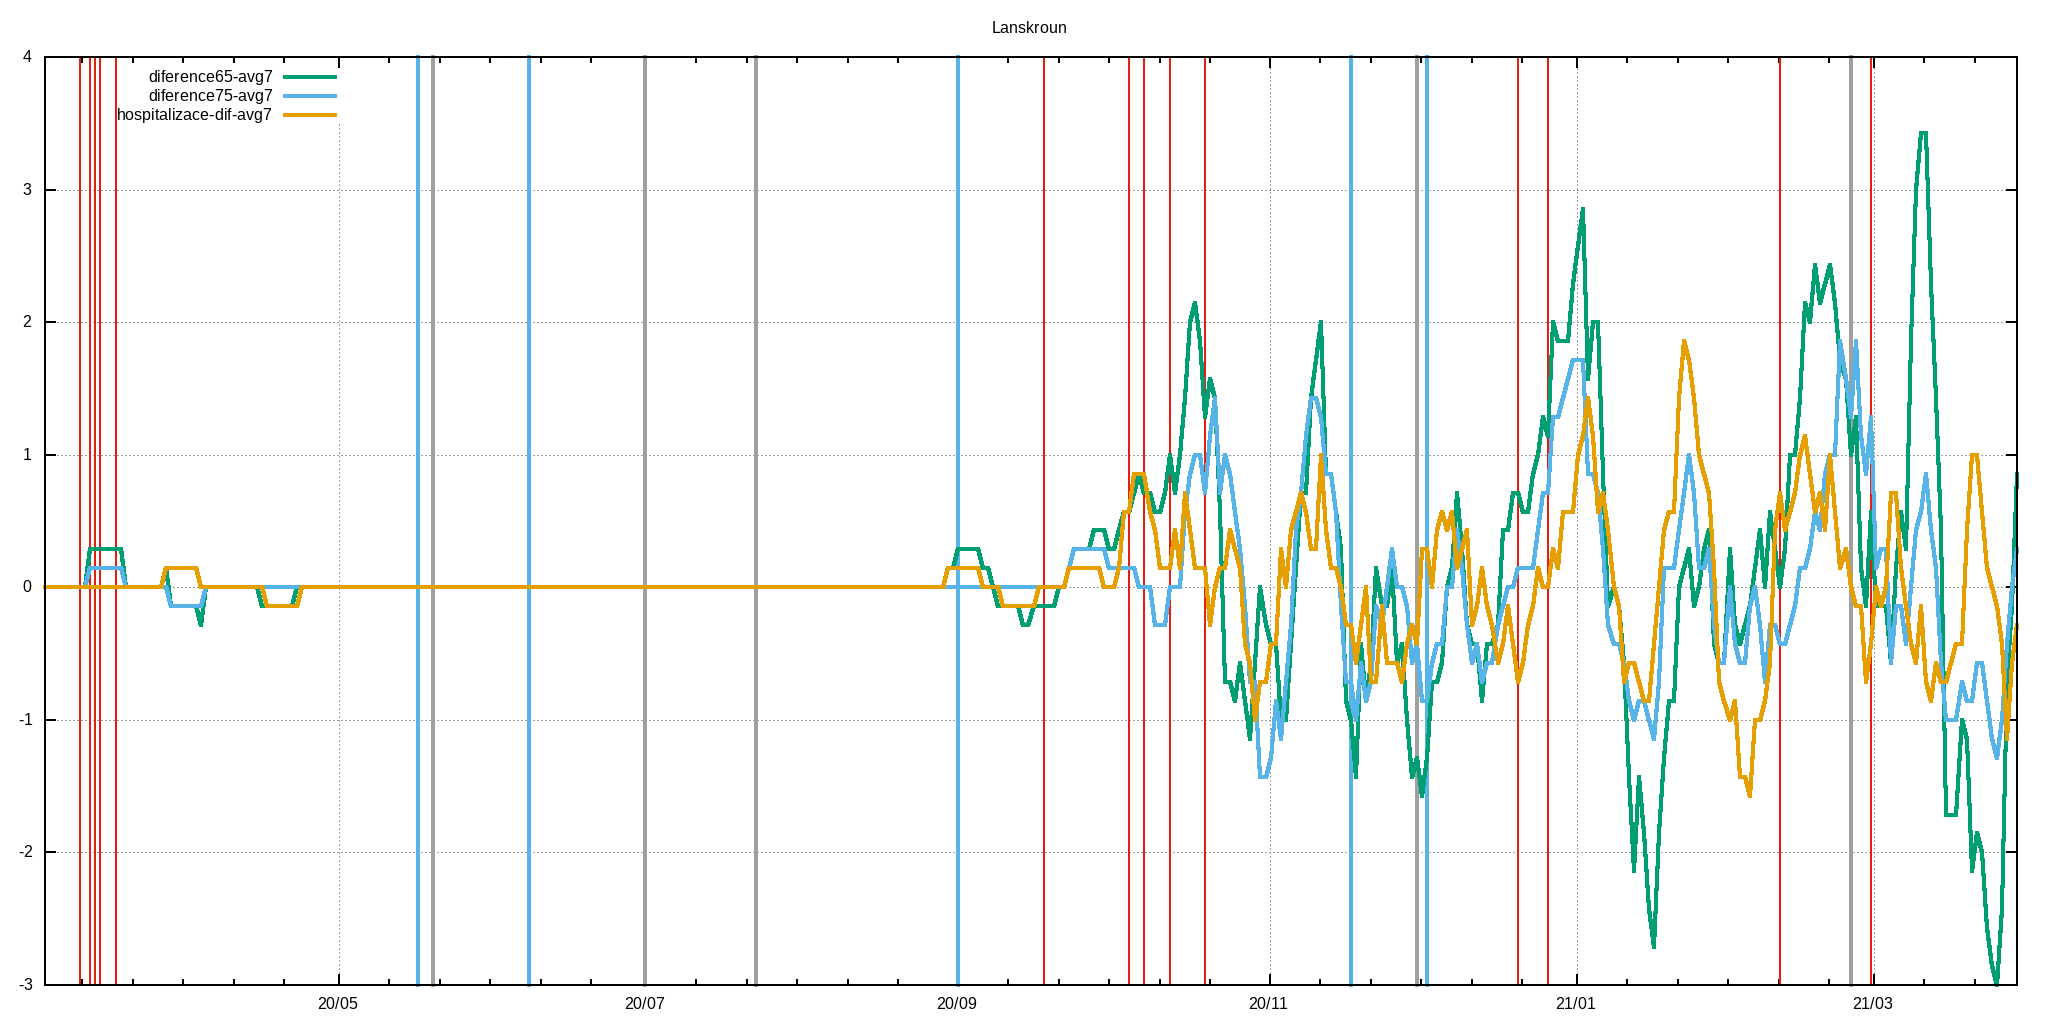 Lanskroun
diference65-avg7
diference75-avg7
hospitalizace-dif-avg7
4
3
2
1
0
-1
-2
-3
20/05 20/07 20/09 20/11 21/01 21/03